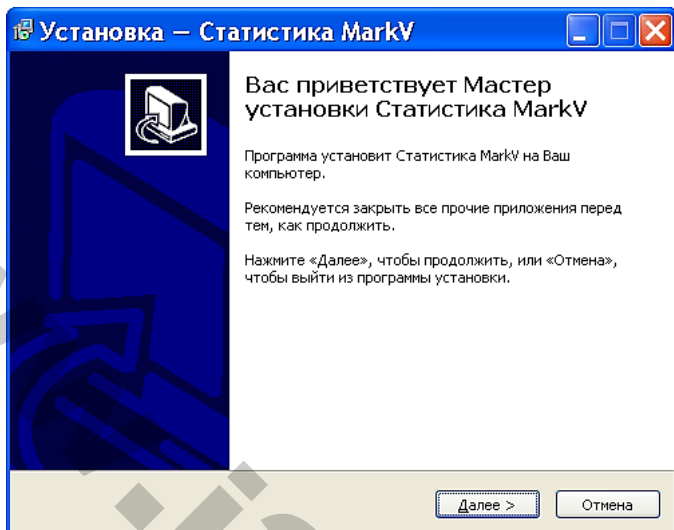 Установка — Статистика MarkV
Вас приветствует Мастер
установки Статистика MarkV
Программа установит Статистика MarkV на Ваш
компьютер.
Рекомендуется закрыть все прочие приложения перед
тем, как продолжить.
Нажмите «Далее», чтобы продолжить, или «Отмена»,
чтобы выйти из программы установки.
Далее >
Отмена